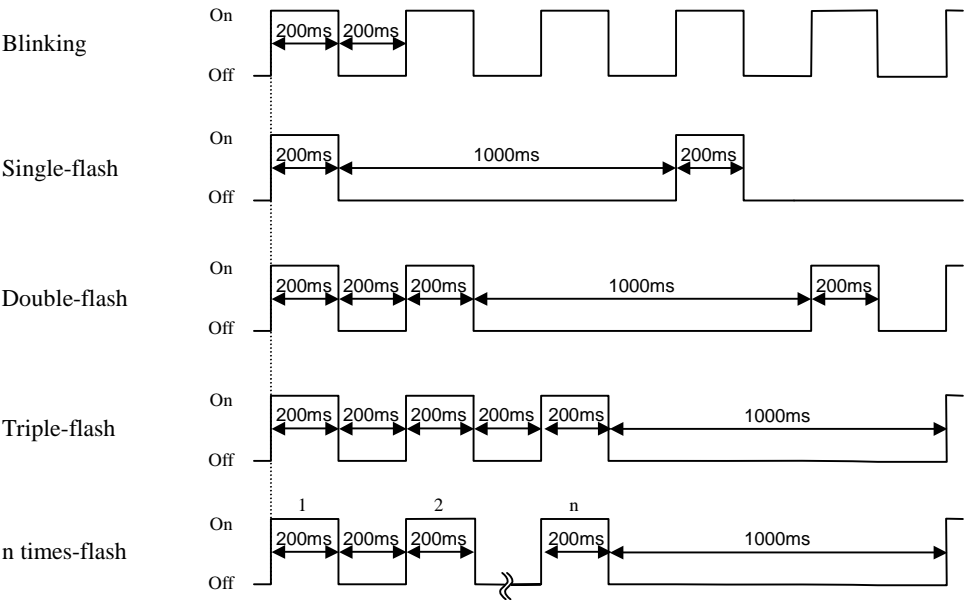 On
Blinking
200ms 200ms
Off
On
Single-flash
200ms 1000ms 200ms
Off
On
Double-flash
200ms 200ms 200ms 1000ms 200ms
Off
On
Triple-flash
200ms 200ms 200ms 200ms 200ms 1000ms
Off
1 2 n
On
n times-flash
200ms 200ms 200ms 200ms 1000ms
Off